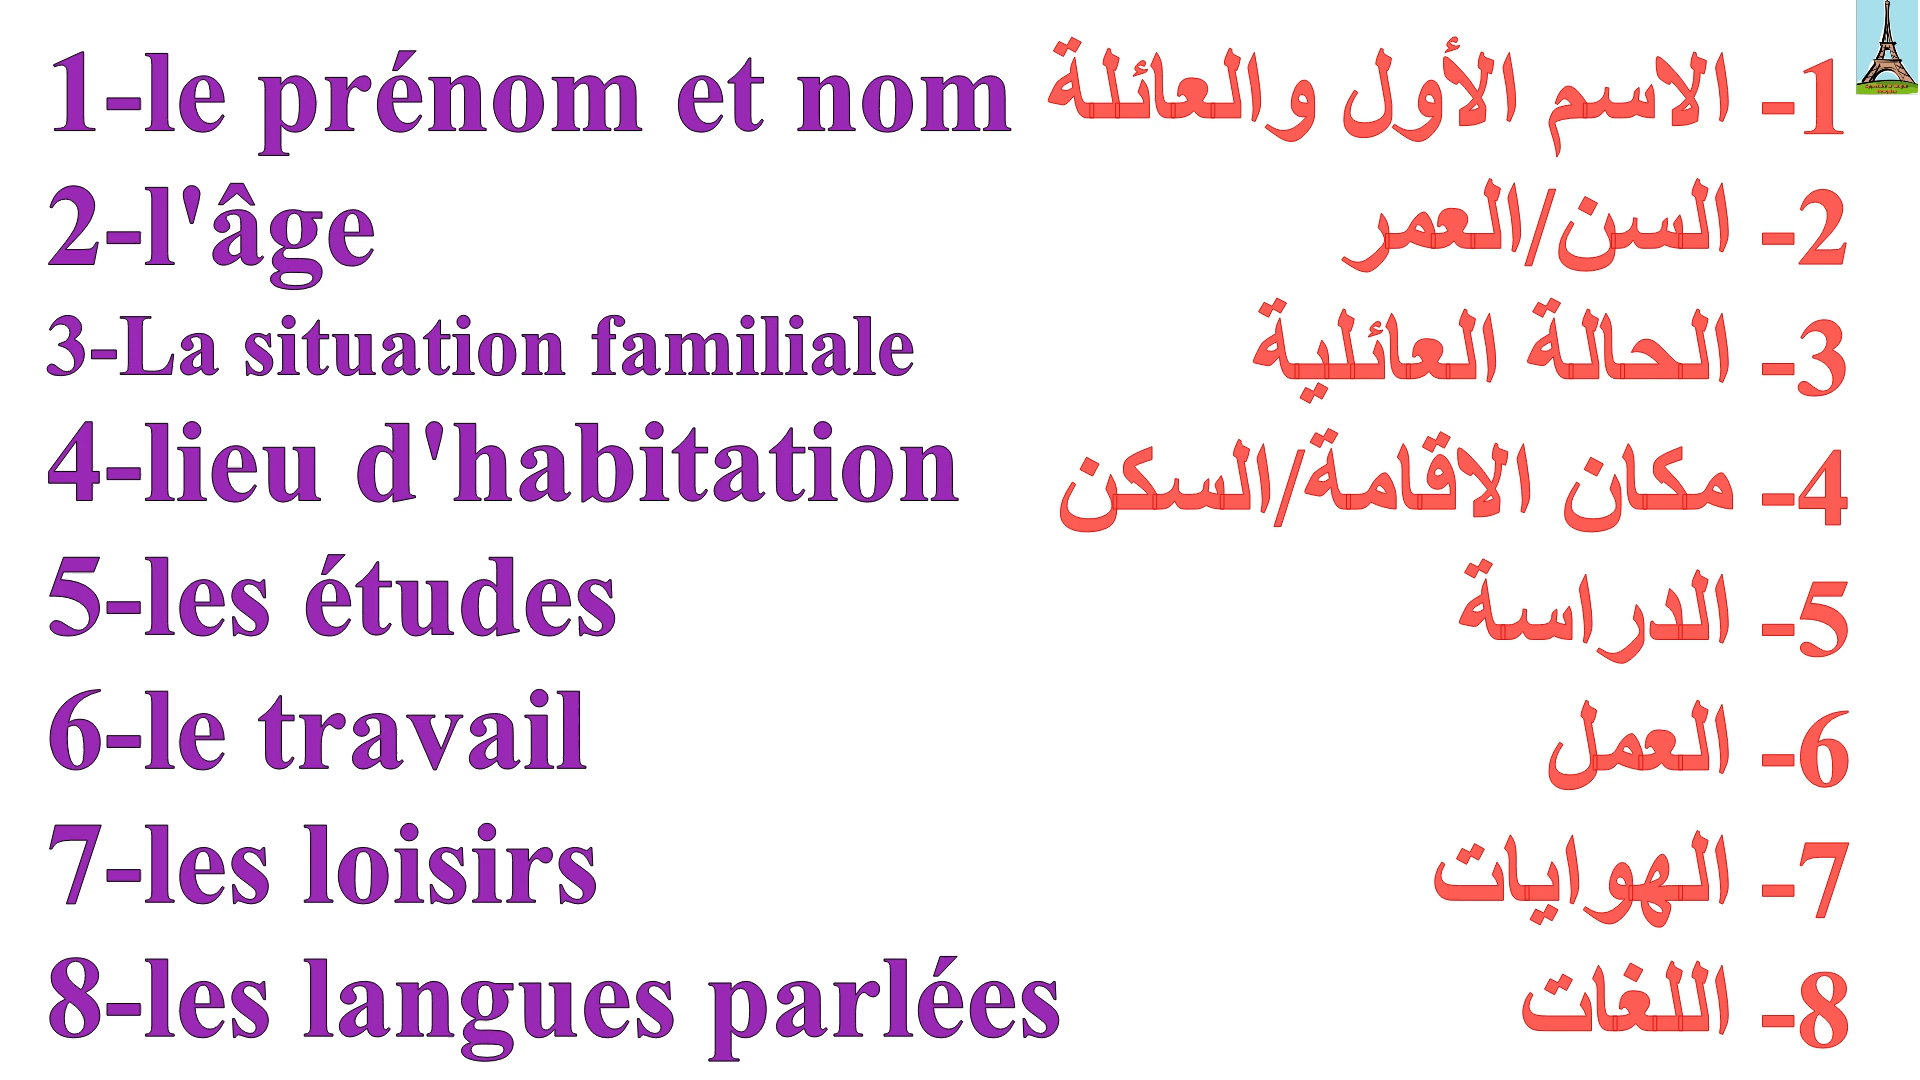 1-le prénom et nom
1- الاسم الأول والعائلة
2-l'âge
2- السن/العمر
3-La situation familiale
3- الحالة العائلية
4-lieu d'habitation
4- مكان الاقامة/السكن
5-les études
5- الدراسة
6-le travail
6- العمل
7-les loisirs
7- الهوايات
8-les langues parlées
8- اللغات